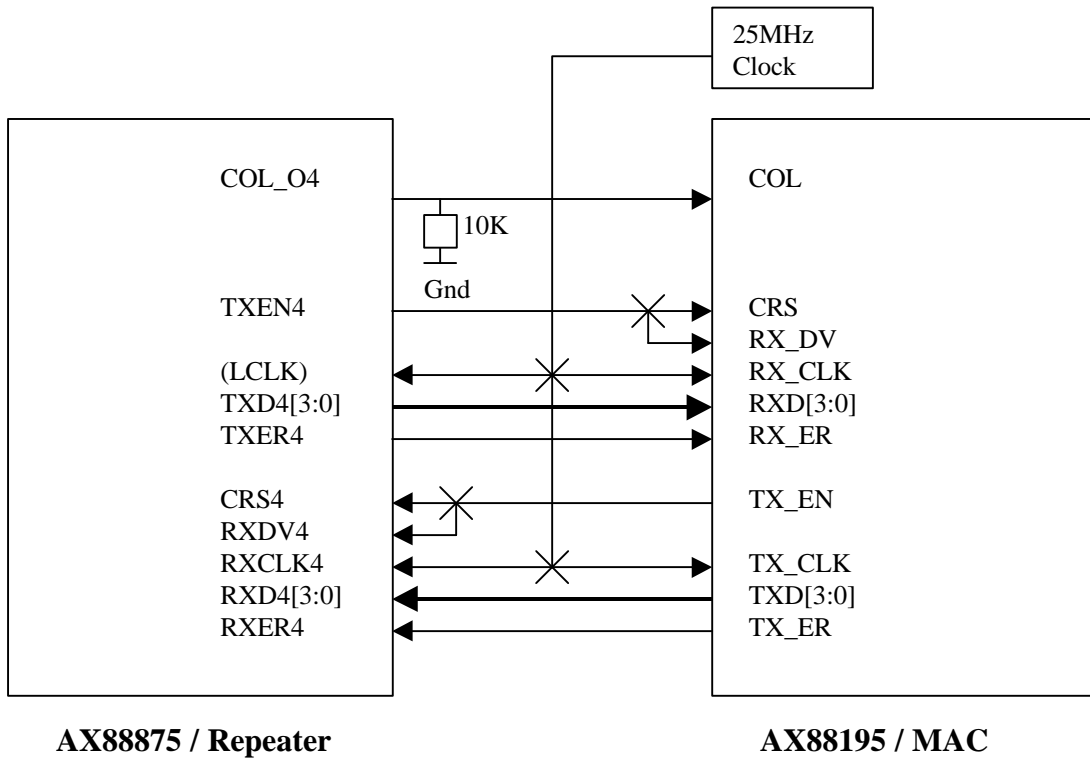 25MHz
Clock
COL_O4
COL
10K
Gnd
TXEN4
CRS
RX_DV
(LCLK)
RX_CLK
TXD4[3:0]
RXD[3:0]
TXER4
RX_ER
CRS4
TX_EN
RXDV4
RXCLK4
TX_CLK
RXD4[3:0]
TXD[3:0]
RXER4
TX_ER
AX88875 / Repeater
AX88195 / MAC